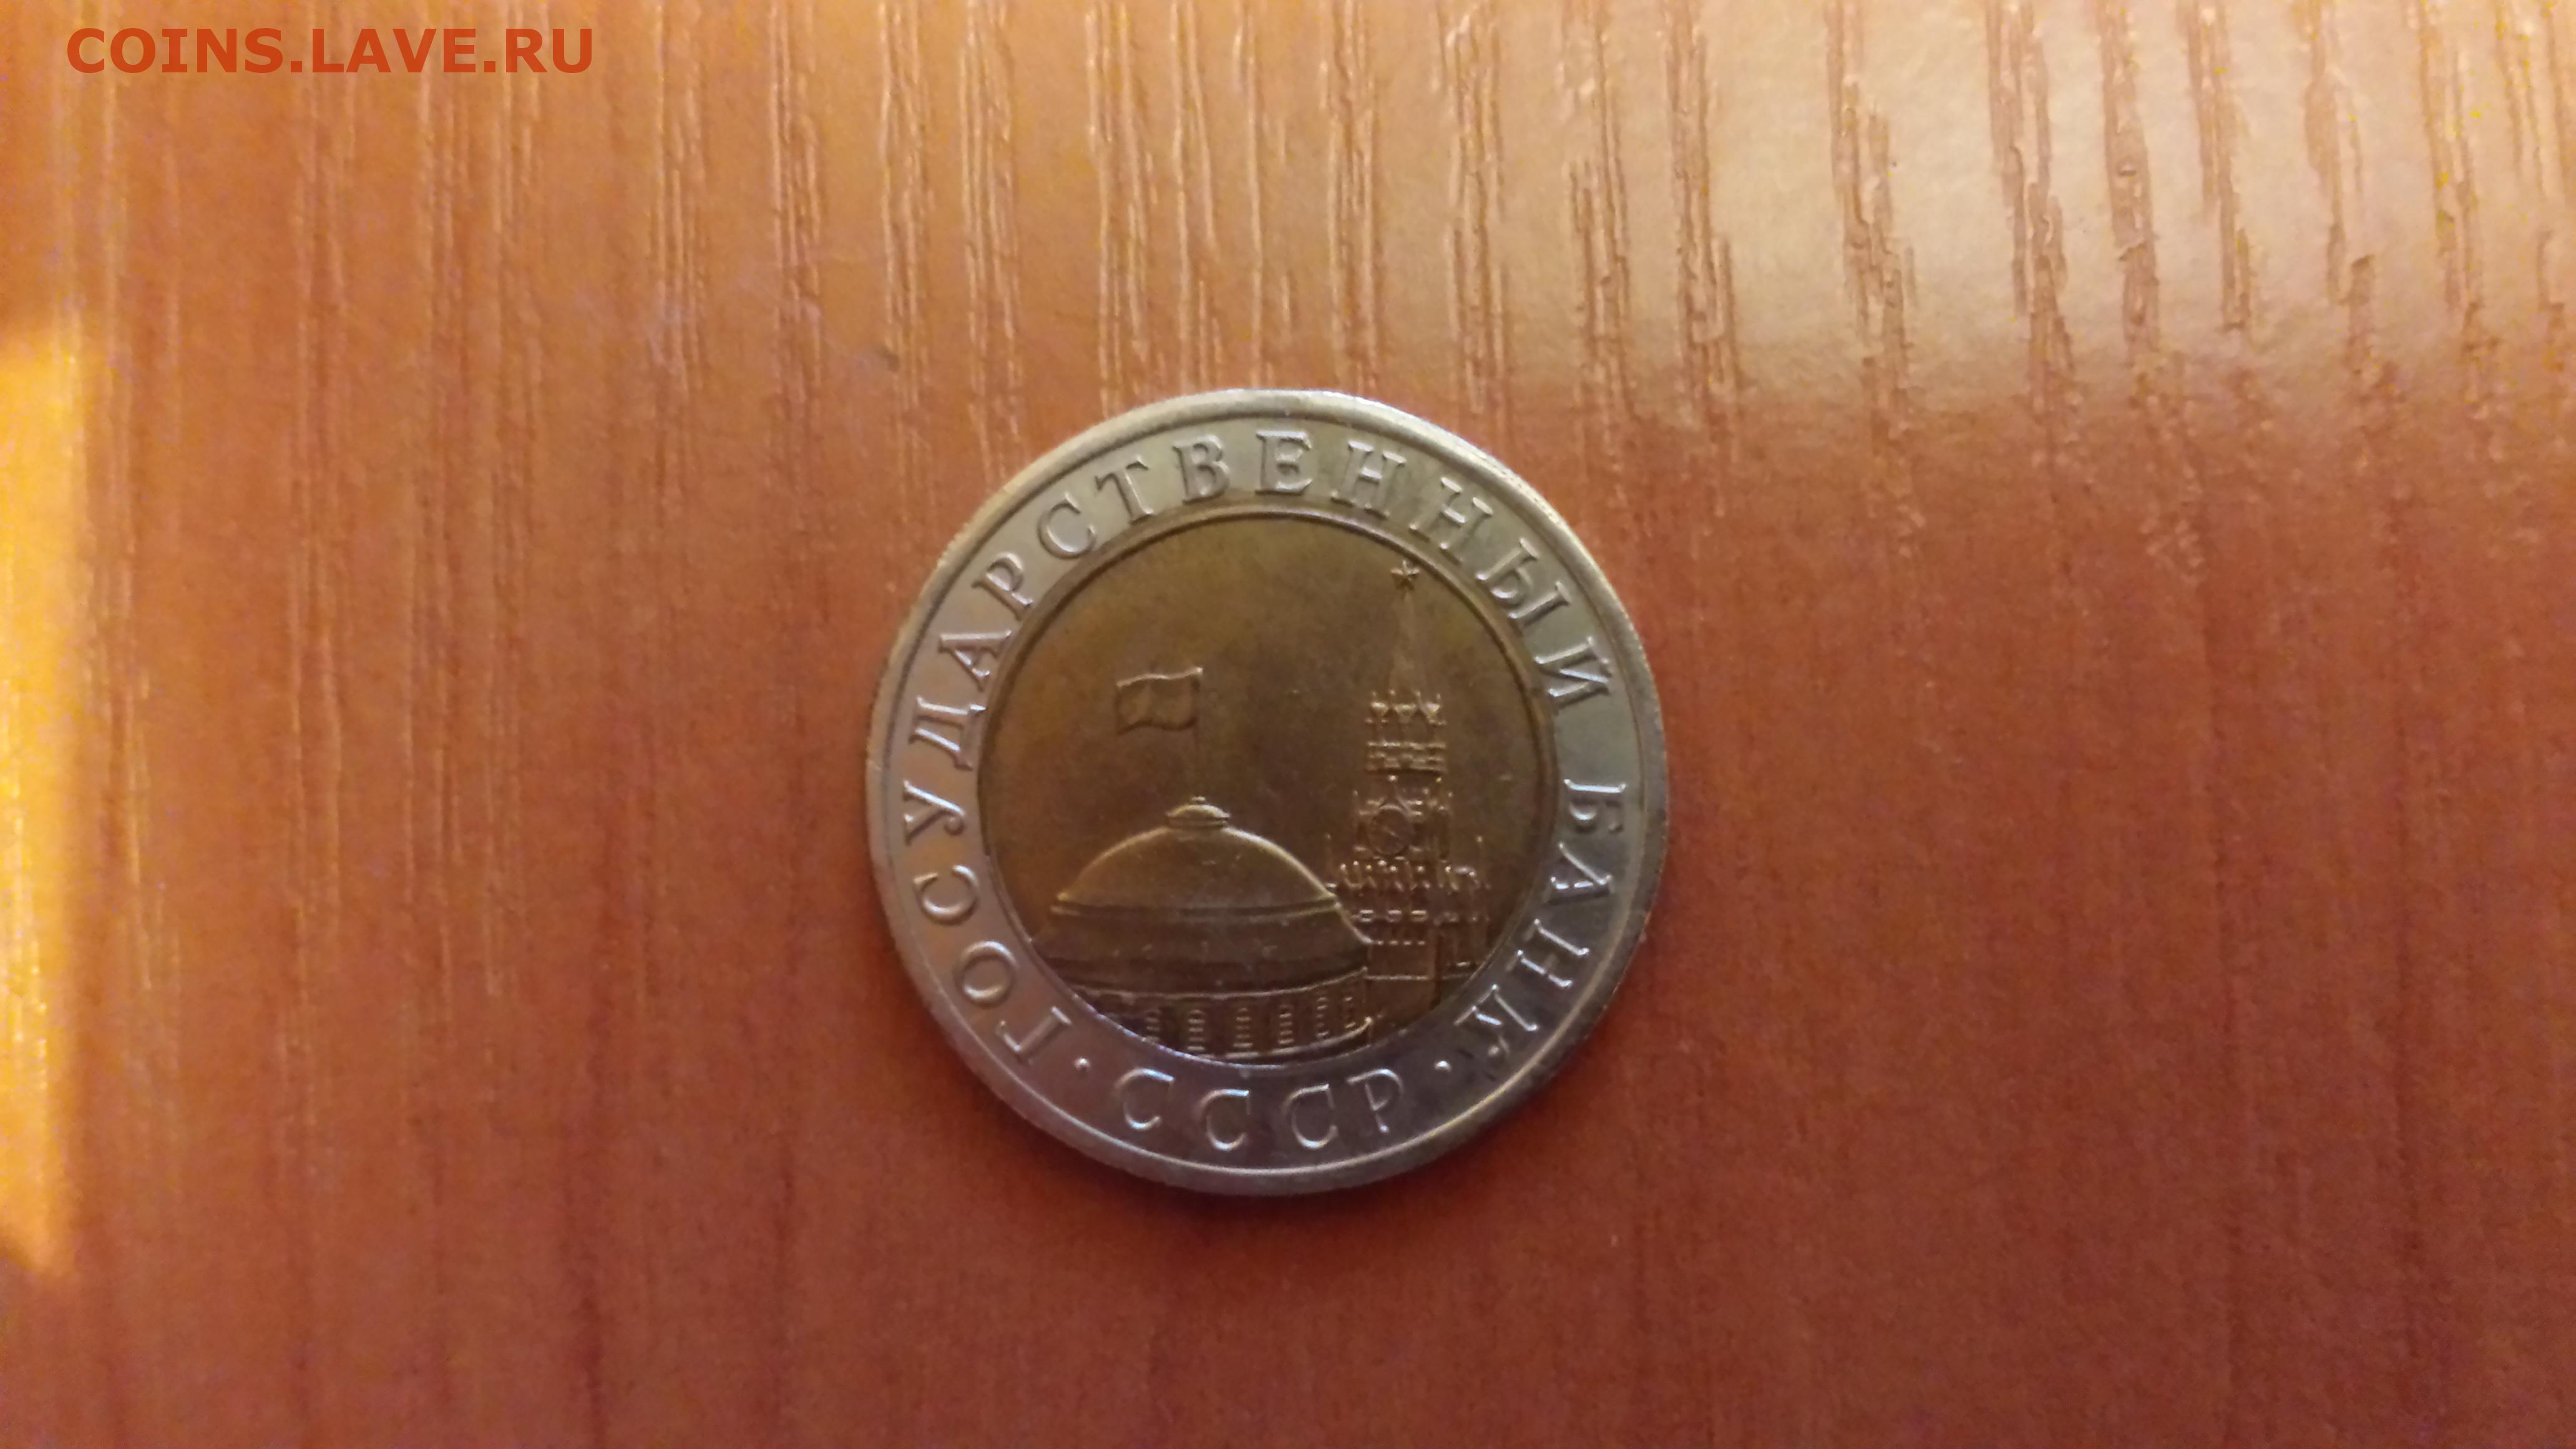 COINS.LAVE.RU
ГОСУДАРСТВЕННЫЙ БАНК
· СССР ·